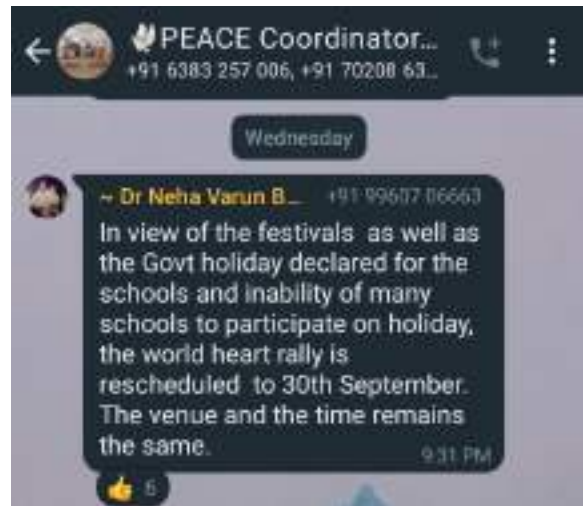 🕊PEACE Coordinator...
+91 6383 257 006, +91 70208 63...
Wednesday
~ Dr Neha Varun B... +91 99607 06663
In view of the festivals as well as
the Govt holiday declared for the
schools and inability of many
schools to participate on holiday,
the world heart rally is
rescheduled to 30th September.
The venue and the time remains
the same.
9:31 PM
👍 6